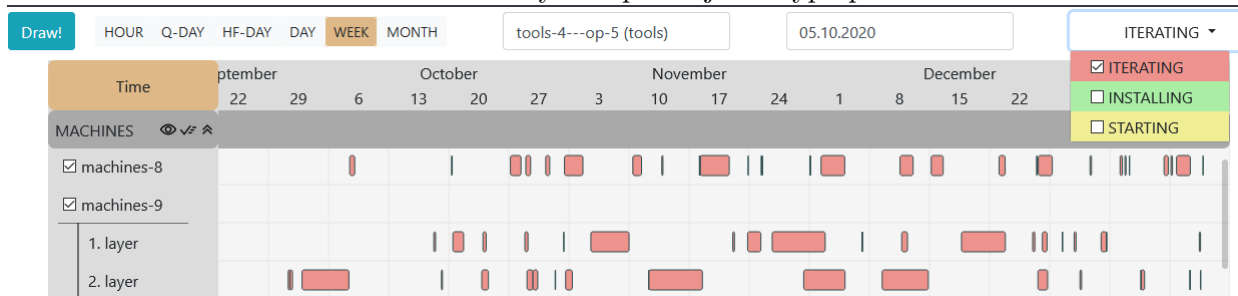 Draw! HOUR Q-DAY HF-DAY DAY WEEK MONTH tools-4---op-5 (tools) 05.10.2020 ITERATING
Time ptember October November December ITERATING
22 29 6 13 20 27 3 10 17 24 1 8 15 22 INSTALLING
MACHINES STARTING
machines-8
machines-9
1. layer
2. layer